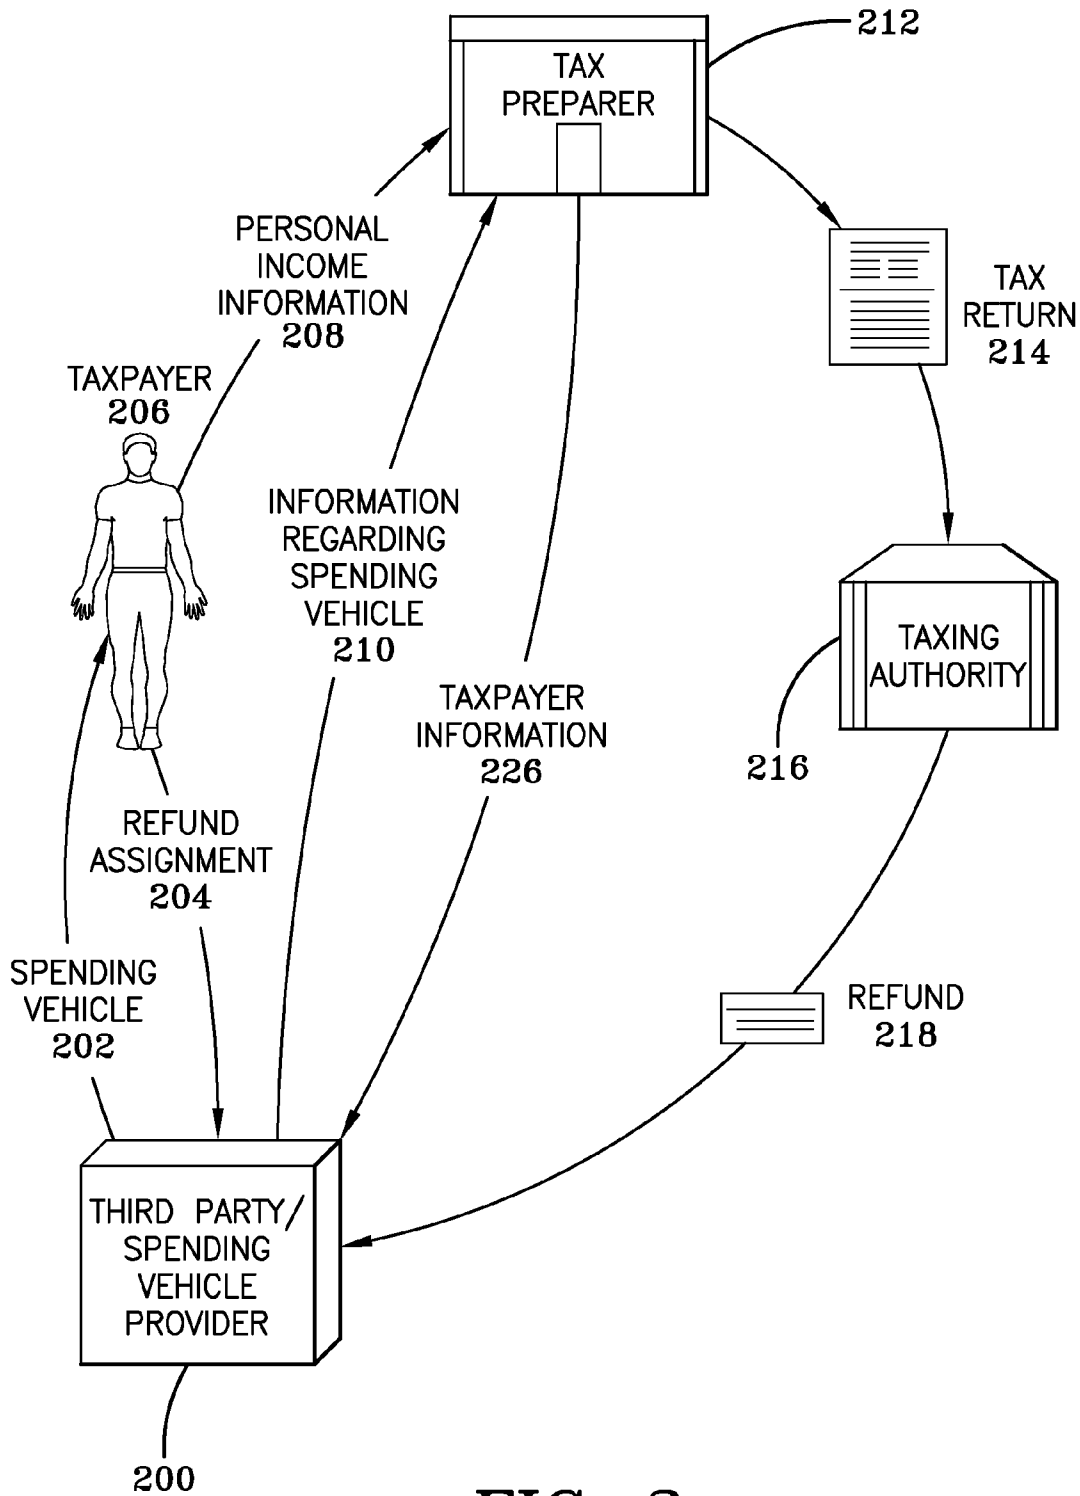 212
TAX
PREPARER
PERSONAL
INCOME
INFORMATION
208
TAX
RETURN
214
TAXPAYER
206
INFORMATION
REGARDING
SPENDING
VEHICLE
210
TAXING
AUTHORITY
216
TAXPAYER
INFORMATION
226
REFUND
ASSIGNMENT
204
SPENDING
VEHICLE
202
REFUND
218
THIRD PARTY/
SPENDING
VEHICLE
PROVIDER
200